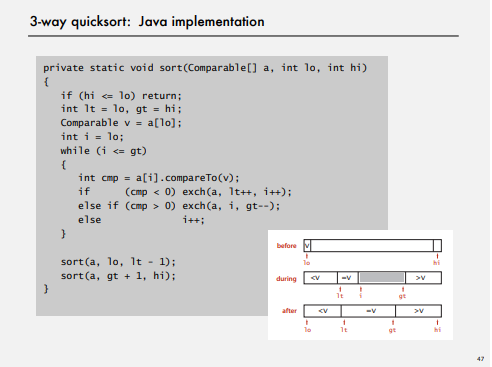 3-way quicksort: Java implementation
private static void sort(Comparable[] a, int lo, int hi)
{
if (hi <= lo) return;
int lt = lo, gt = hi;
Comparable v = a[lo];
int i = lo;
while (i <= gt)
{
int cmp = a[i].compareTo(v);
if (cmp < 0) exch(a, lt++, i++);
else if (cmp > 0) exch(a, i, gt--);
else i++;
}
sort(a, lo, lt - 1);
sort(a, gt + 1, hi);
}
before v
lo hi
during <v =v >v
lt i gt
after <v =v >v
lo lt gt hi
47